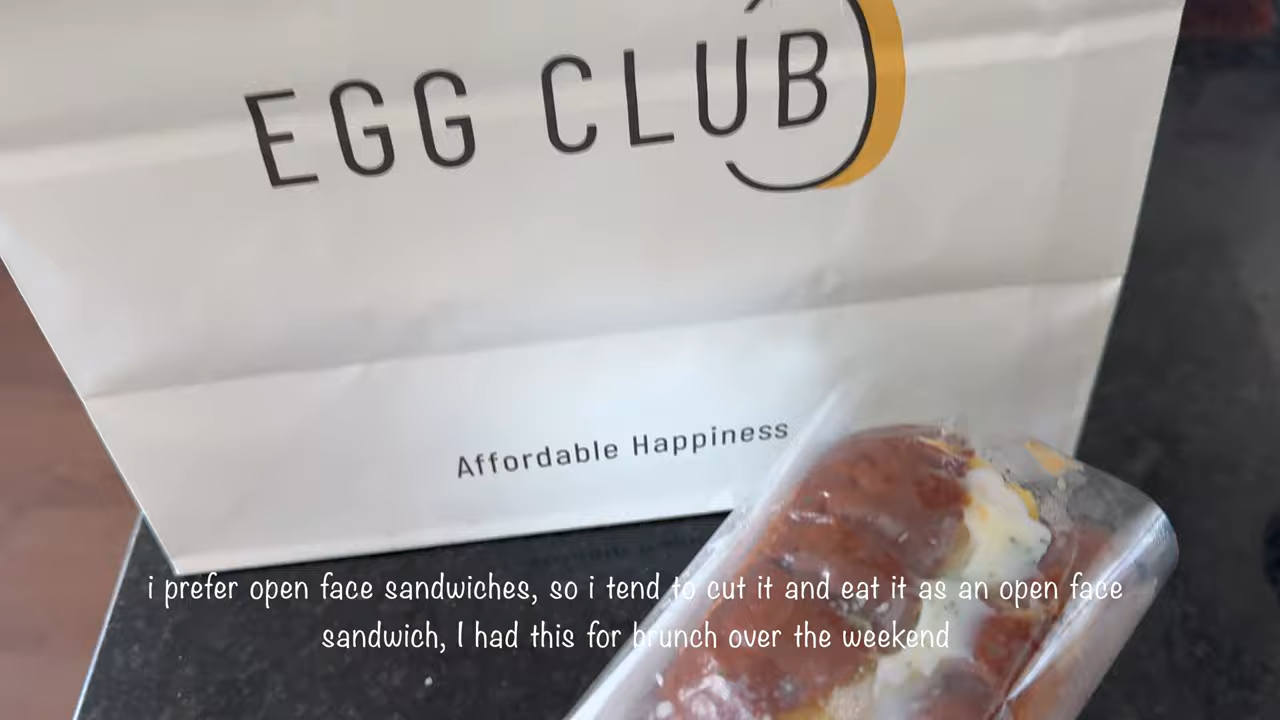 EGG CLUB
Affordable Happiness
i prefer open face sandwiches, so i tend to cut it and eat it as an open face
sandwich, I had this for brunch over the weekend